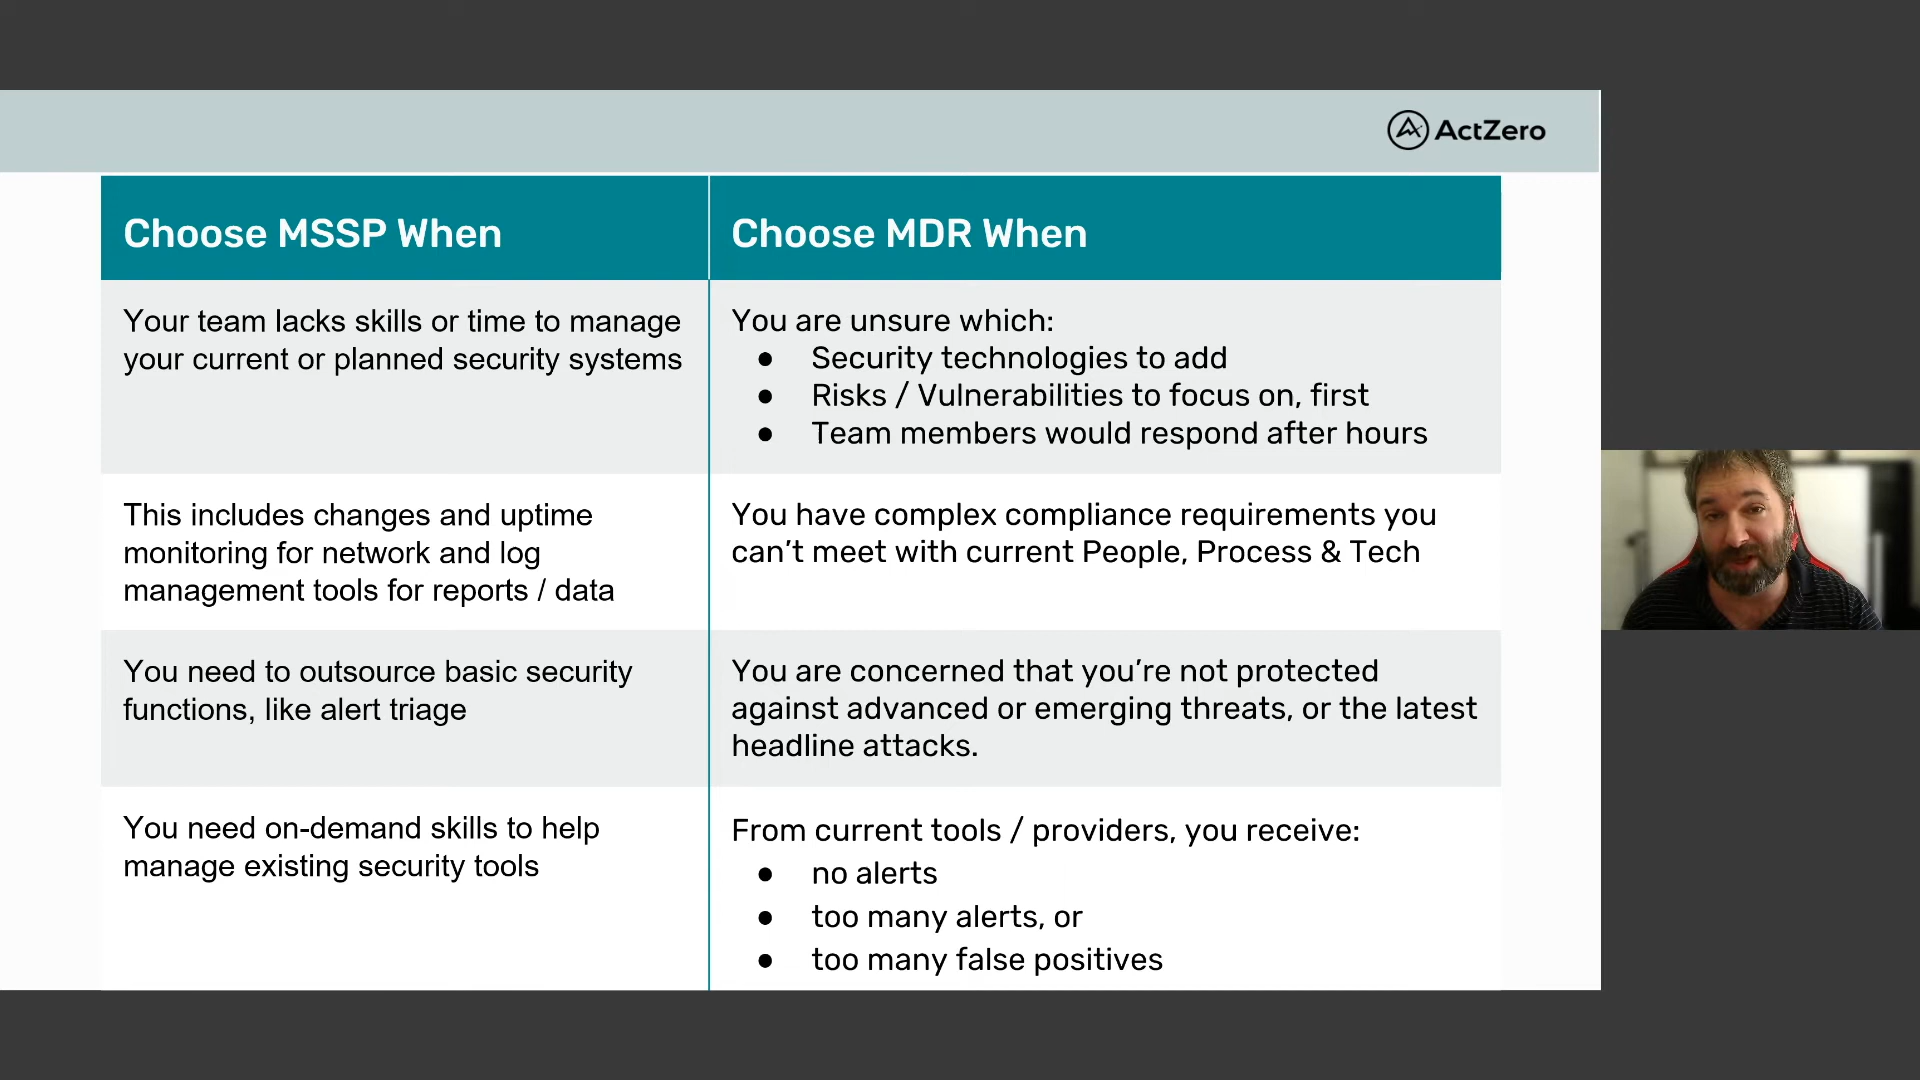 ActZero
Choose MSSP When
Choose MDR When
Your team lacks skills or time to manage
your current or planned security systems
You are unsure which:
● Security technologies to add
● Risks / Vulnerabilities to focus on, first
● Team members would respond after hours
This includes changes and uptime
monitoring for network and log
management tools for reports / data
You have complex compliance requirements you
can’t meet with current People, Process & Tech
You need to outsource basic security
functions, like alert triage
You are concerned that you’re not protected
against advanced or emerging threats, or the latest
headline attacks.
You need on-demand skills to help
manage existing security tools
From current tools / providers, you receive:
● no alerts
● too many alerts, or
● too many false positives